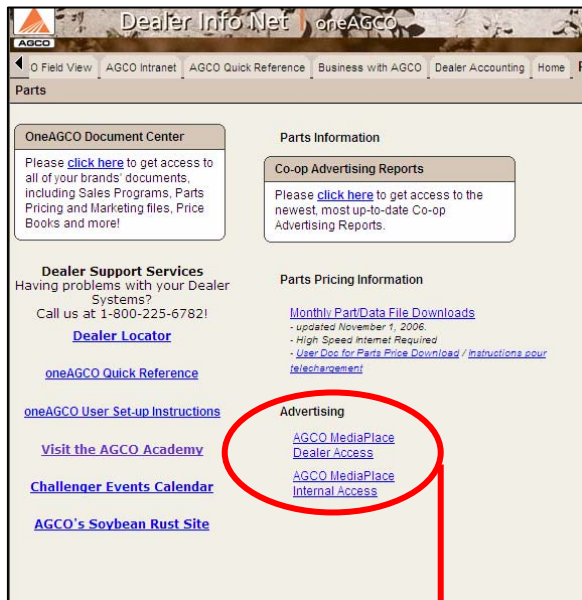 Dealer Info Net oneAGCO
AGCO
O Field View AGCO Intranet AGCO Quick Reference Business with AGCO Dealer Accounting Home
Parts
OneAGCO Document Center
Please click here to get access to
all of your brands' documents,
including Sales Programs, Parts
Pricing and Marketing files, Price
Books and more!
Dealer Support Services
Having problems with your Dealer
Systems?
Call us at 1-800-225-6782!
Dealer Locator
oneAGCO Quick Reference
oneAGCO User Set-up Instructions
Visit the AGCO Academy
Challenger Events Calendar
AGCO's Soybean Rust Site
Parts Information
Co-op Advertising Reports
Please click here to get access to the
newest, most up-to-date Co-op
Advertising Reports.
Parts Pricing Information
Monthly Part/Data File Downloads
- updated November 1, 2006.
- High Speed Internet Required
- User Doc for Parts Price Download / Instructions pour
telechargement
Advertising
AGCO MediaPlace
Dealer Access
AGCO MediaPlace
Internal Access